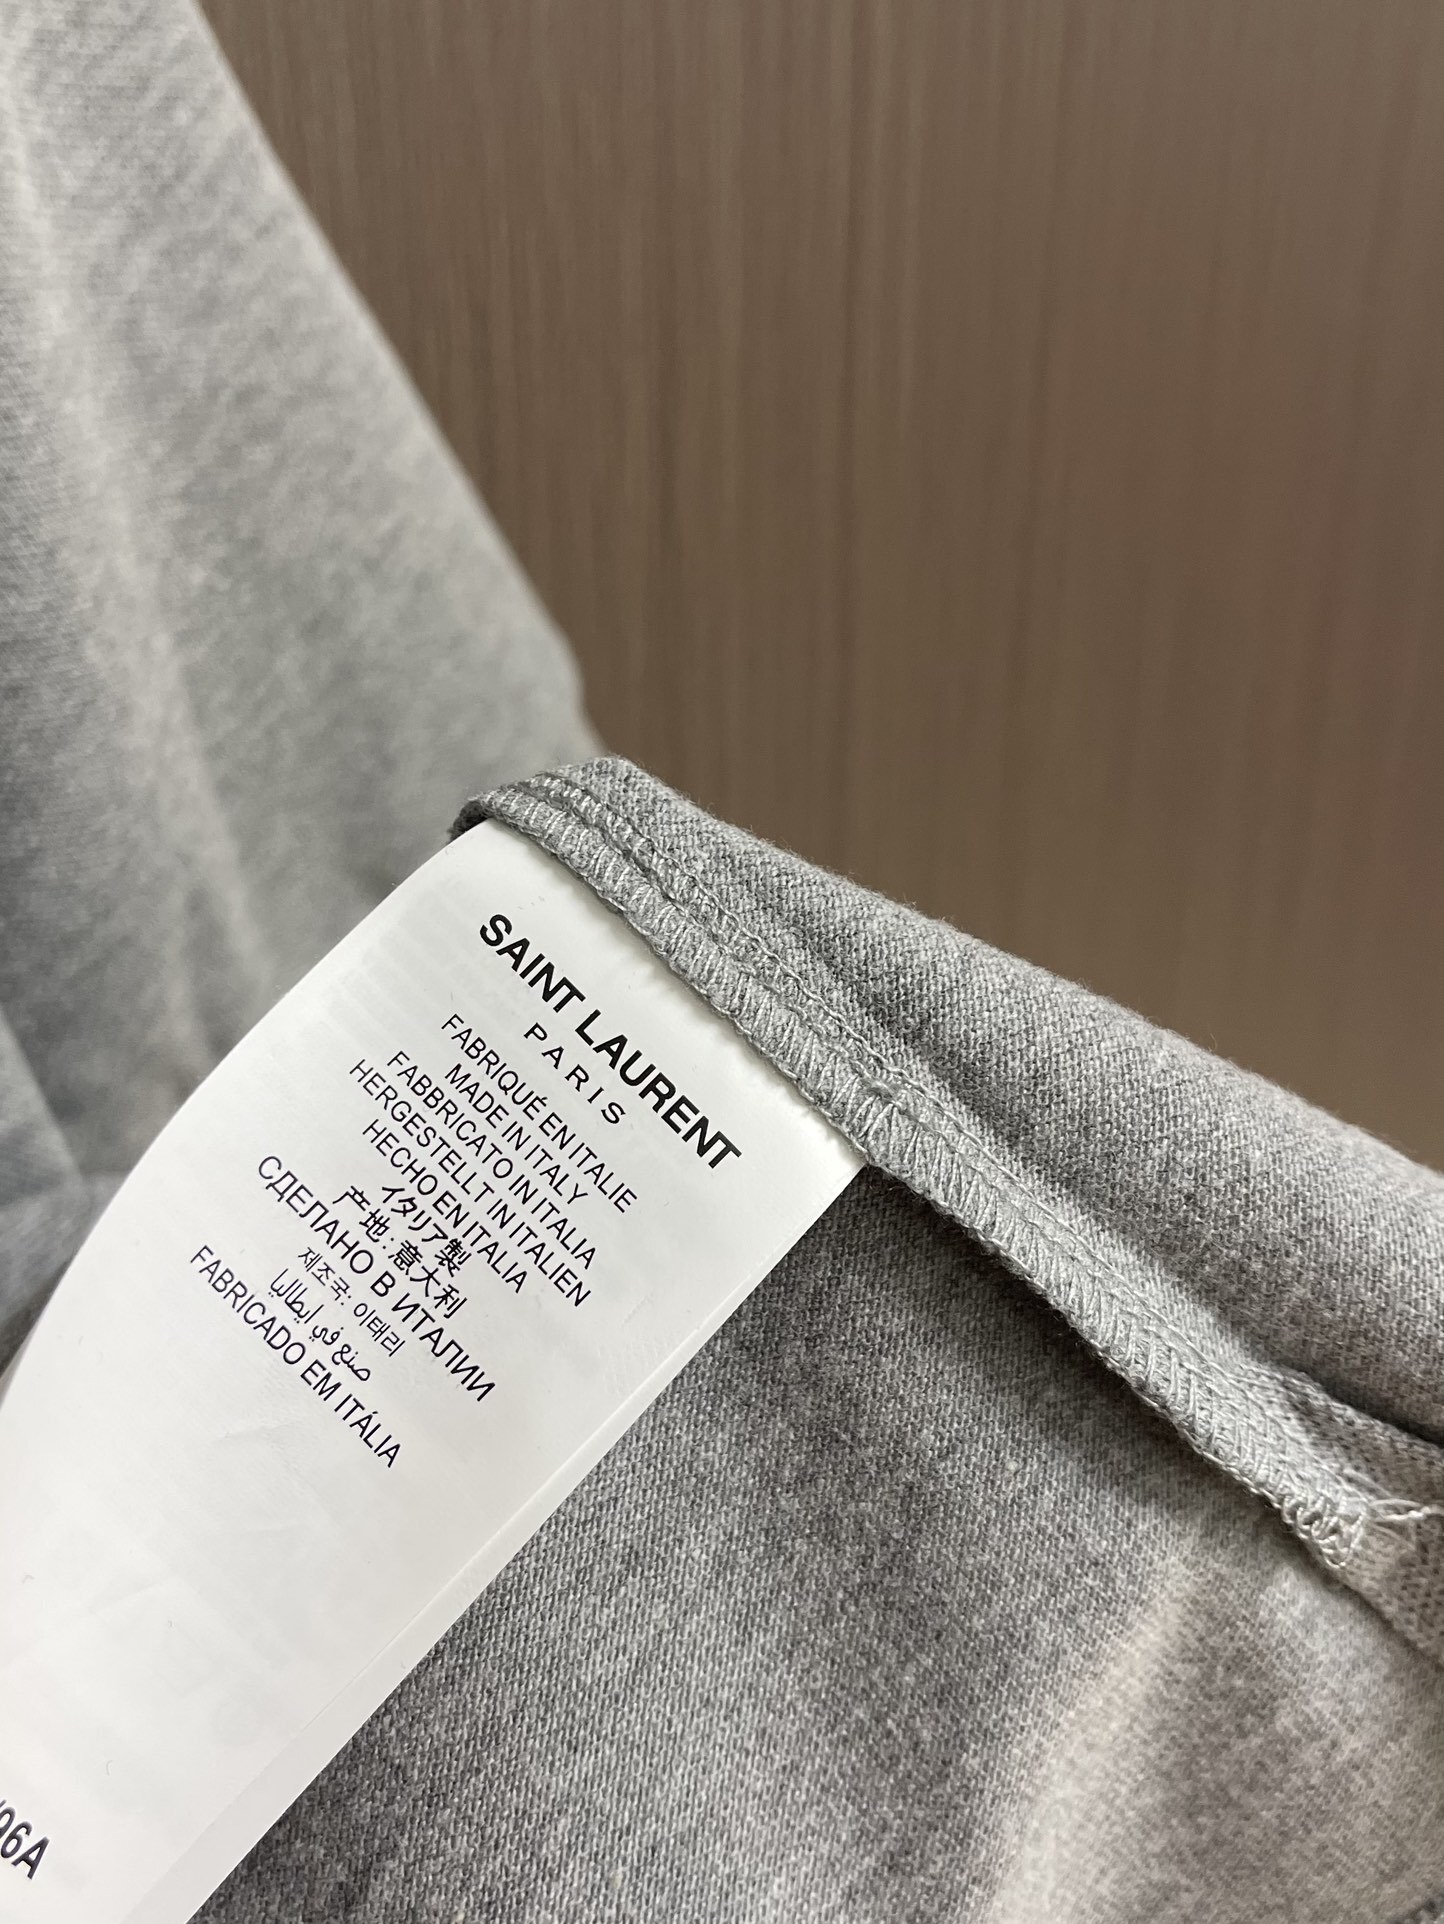 SAINT LAURENT
PARIS
FABRIQUÉ EN ITALIE
MADE IN ITALY
FABBRICATO IN ITALIA
HERGESTELLT IN ITALIEN
HECHO EN ITALIA
イタリア製
产地:意大利
СДЕЛАНО В ИТАЛИИ
제조국: 이태리
صنع في إيطاليا
FABRICADO EM ITÁLIA
06A